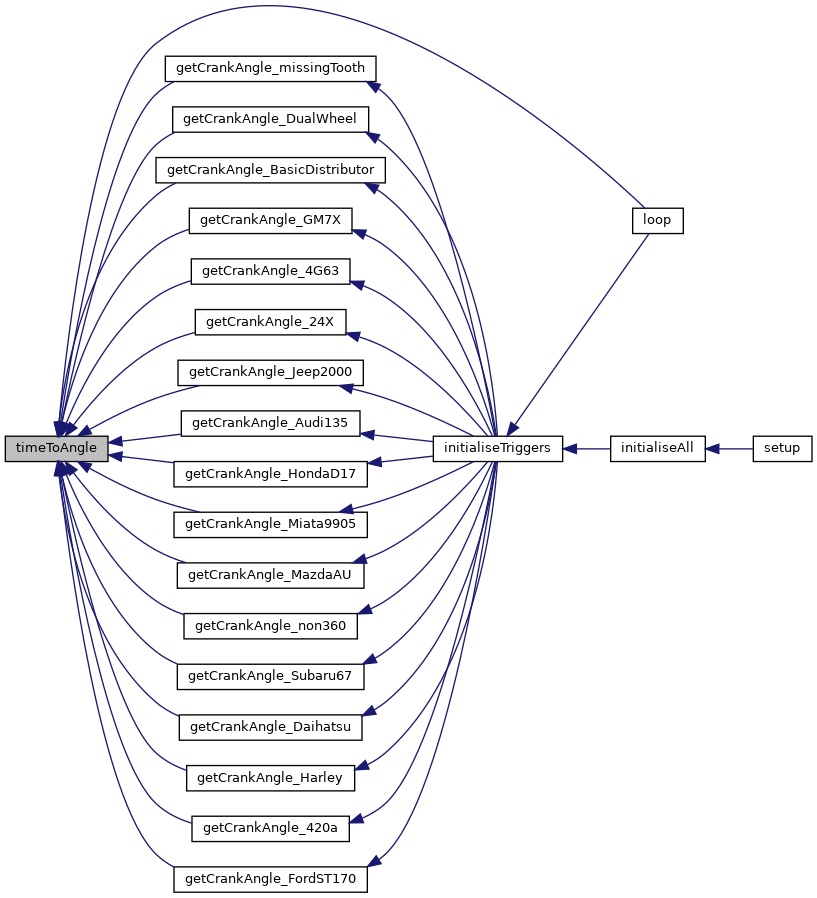 getCrankAngle_missingTooth
getCrankAngle_DualWheel
getCrankAngle_BasicDistributor
getCrankAngle_GM7X
loop
getCrankAngle_4G63
getCrankAngle_24X
getCrankAngle_Jeep2000
getCrankAngle_Audi135
timeToAngle
initialiseTriggers
initialiseAll
setup
getCrankAngle_HondaD17
getCrankAngle_Miata9905
getCrankAngle_MazdaAU
getCrankAngle_non360
getCrankAngle_Subaru67
getCrankAngle_Daihatsu
getCrankAngle_Harley
getCrankAngle_420a
getCrankAngle_FordST170